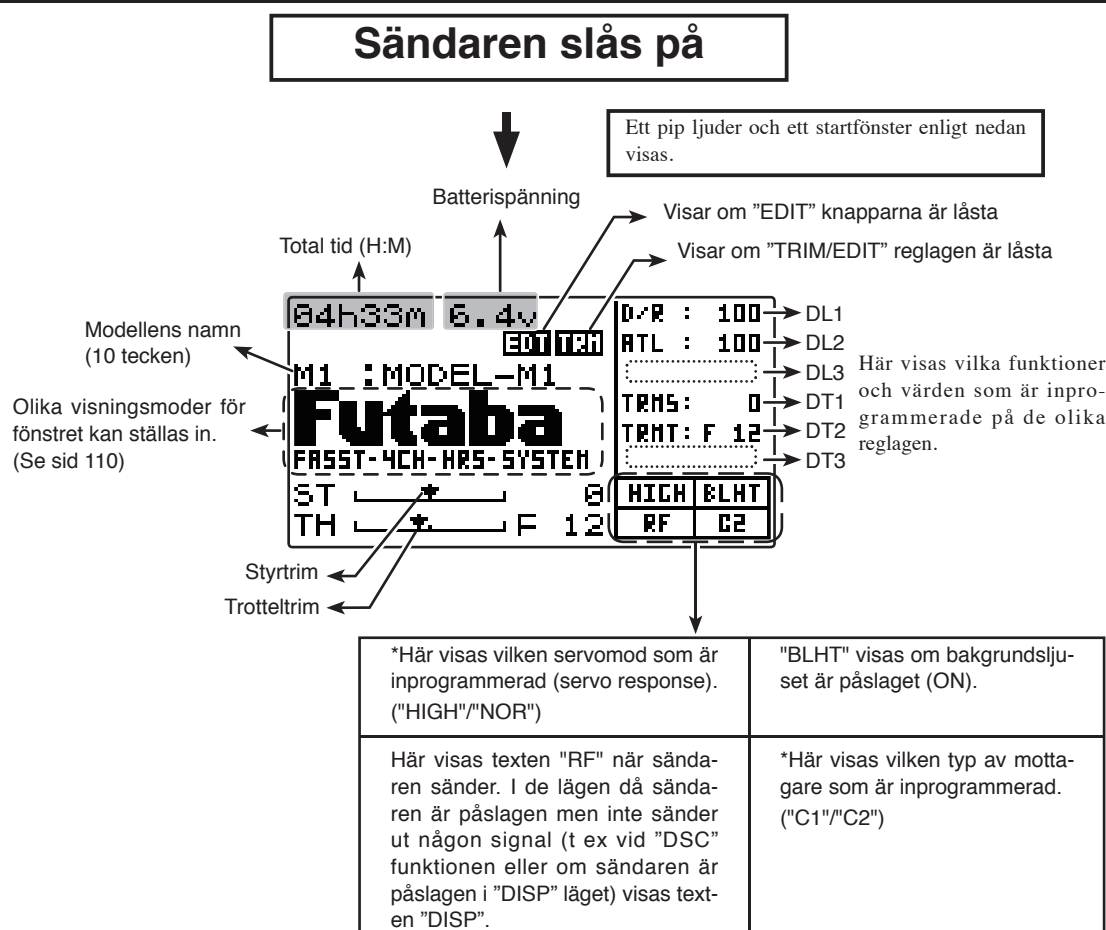 Sändaren slås på
Ett pip ljuder och ett startfönster enligt nedan
visas.
Batterispänning
Visar om ”EDIT” knapparna är låsta
Total tid (H:M)
Visar om ”TRIM/EDIT” reglagen är låsta
04h33m 6.4v
EDT TRM
Modellens namn
(10 tecken)
M1 :MODEL-M1
Olika visningsmoder för
fönstret kan ställas in.
(Se sid 110)
Futaba
FASST-4CH-HRS-SYSTEM
ST 0
TH F 12
D/R : 100
DL1
ATL : 100
DL2
DL3
TRMS: 0
DT1
TRMT: F 12
DT2
DT3
Här visas vilka funktioner
och värden som är inpro-
grammerade på de olika
reglagen.
HIGH BLHT
RF C2
Styrtrim
Trotteltrim
*Här visas vilken servomod som är
inprogrammerad (servo response).
("HIGH"/"NOR")
"BLHT" visas om bakgrundslju-
set är påslaget (ON).
Här visas texten "RF" när sända-
ren sänder. I de lägen då sända-
ren är påslagen men inte sänder
ut någon signal (t ex vid ”DSC”
funktionen eller om sändaren är
påslagen i ”DISP” läget) visas text-
en ”DISP”.
*Här visas vilken typ av motta-
gare som är inprogrammerad.
("C1"/"C2")